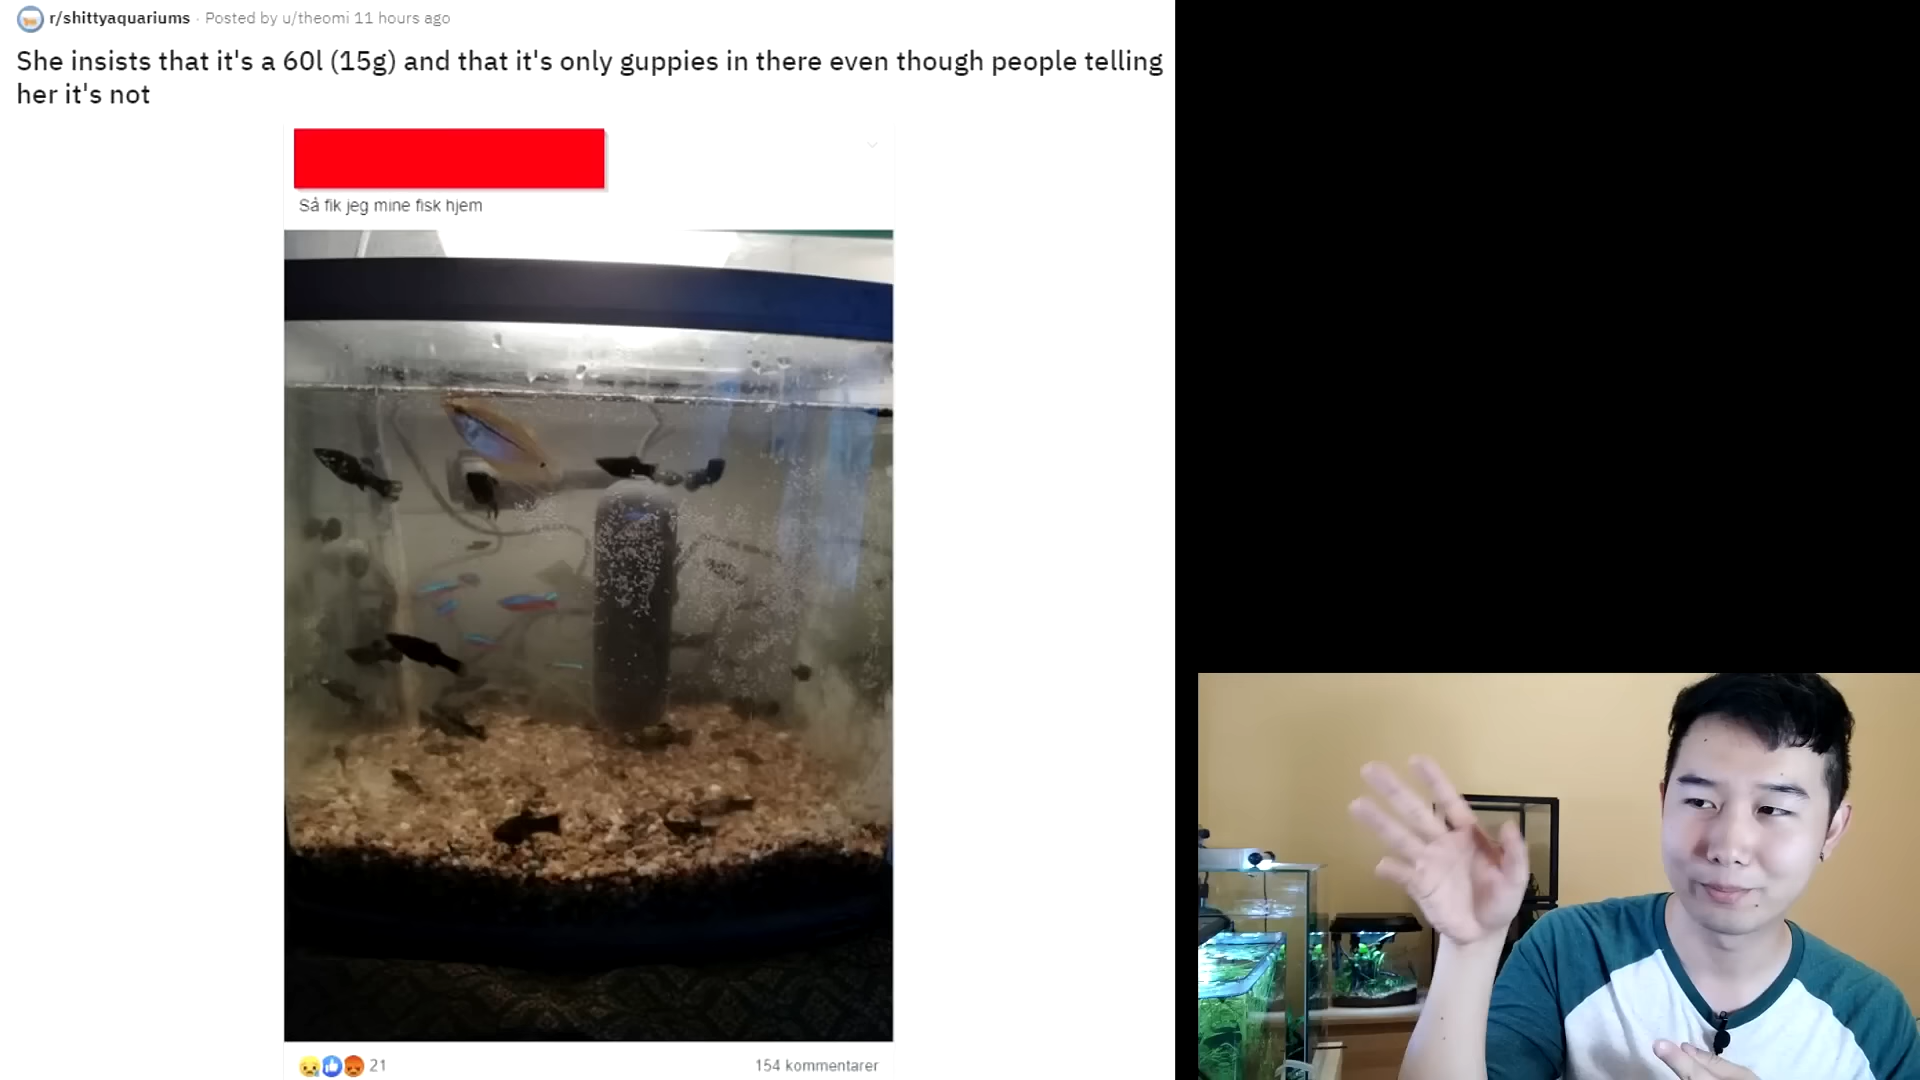 r/shittyaquariums · Posted by u/theomi 11 hours ago
She insists that it's a 60l (15g) and that it's only guppies in there even though people telling
her it's not
Så fik jeg mine fisk hjem
21
154 kommentarer